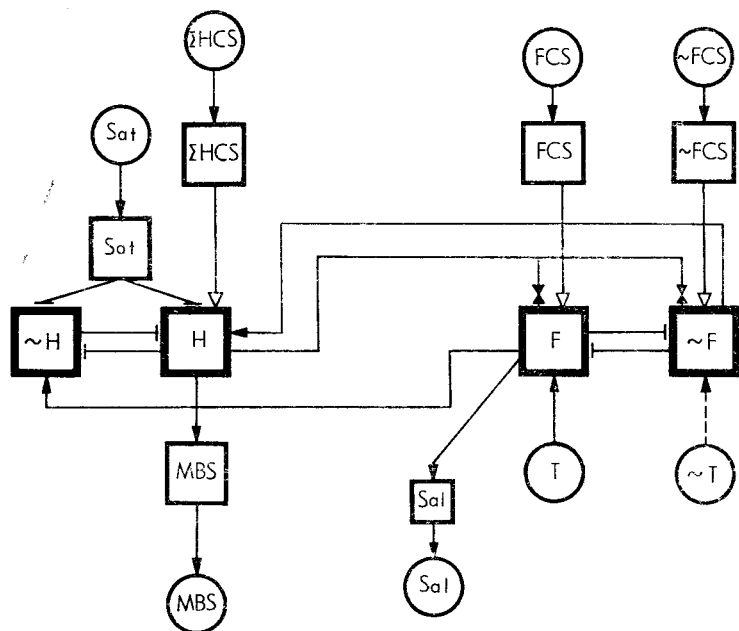 ΣHCS
FCS
~FCS
Sat
ΣHCS
FCS
~FCS
Sat
~H
H
F
~F
MBS
T
~T
Sal
MBS
Sal